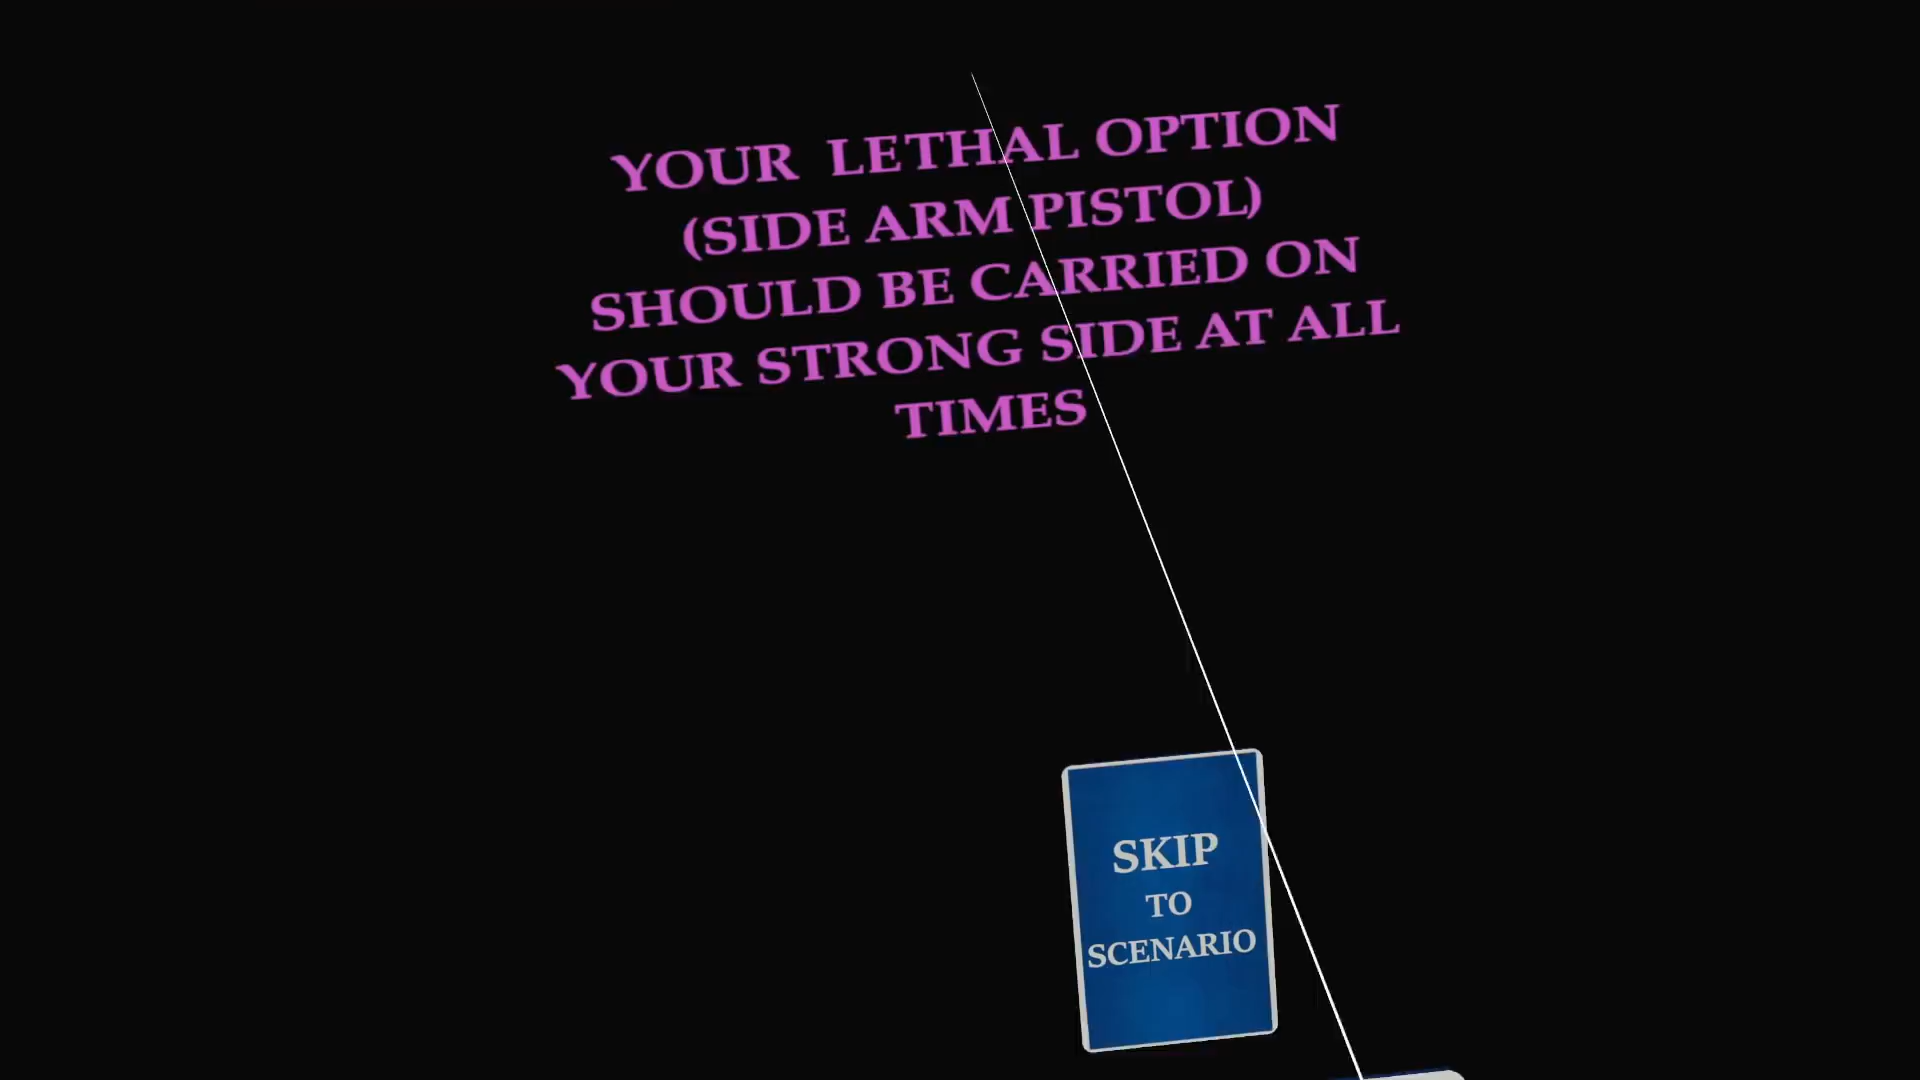 YOUR LETHAL OPTION
(SIDE ARM PISTOL)
SHOULD BE CARRIED ON
YOUR STRONG SIDE AT ALL
TIMES
SKIP
TO
SCENARIO